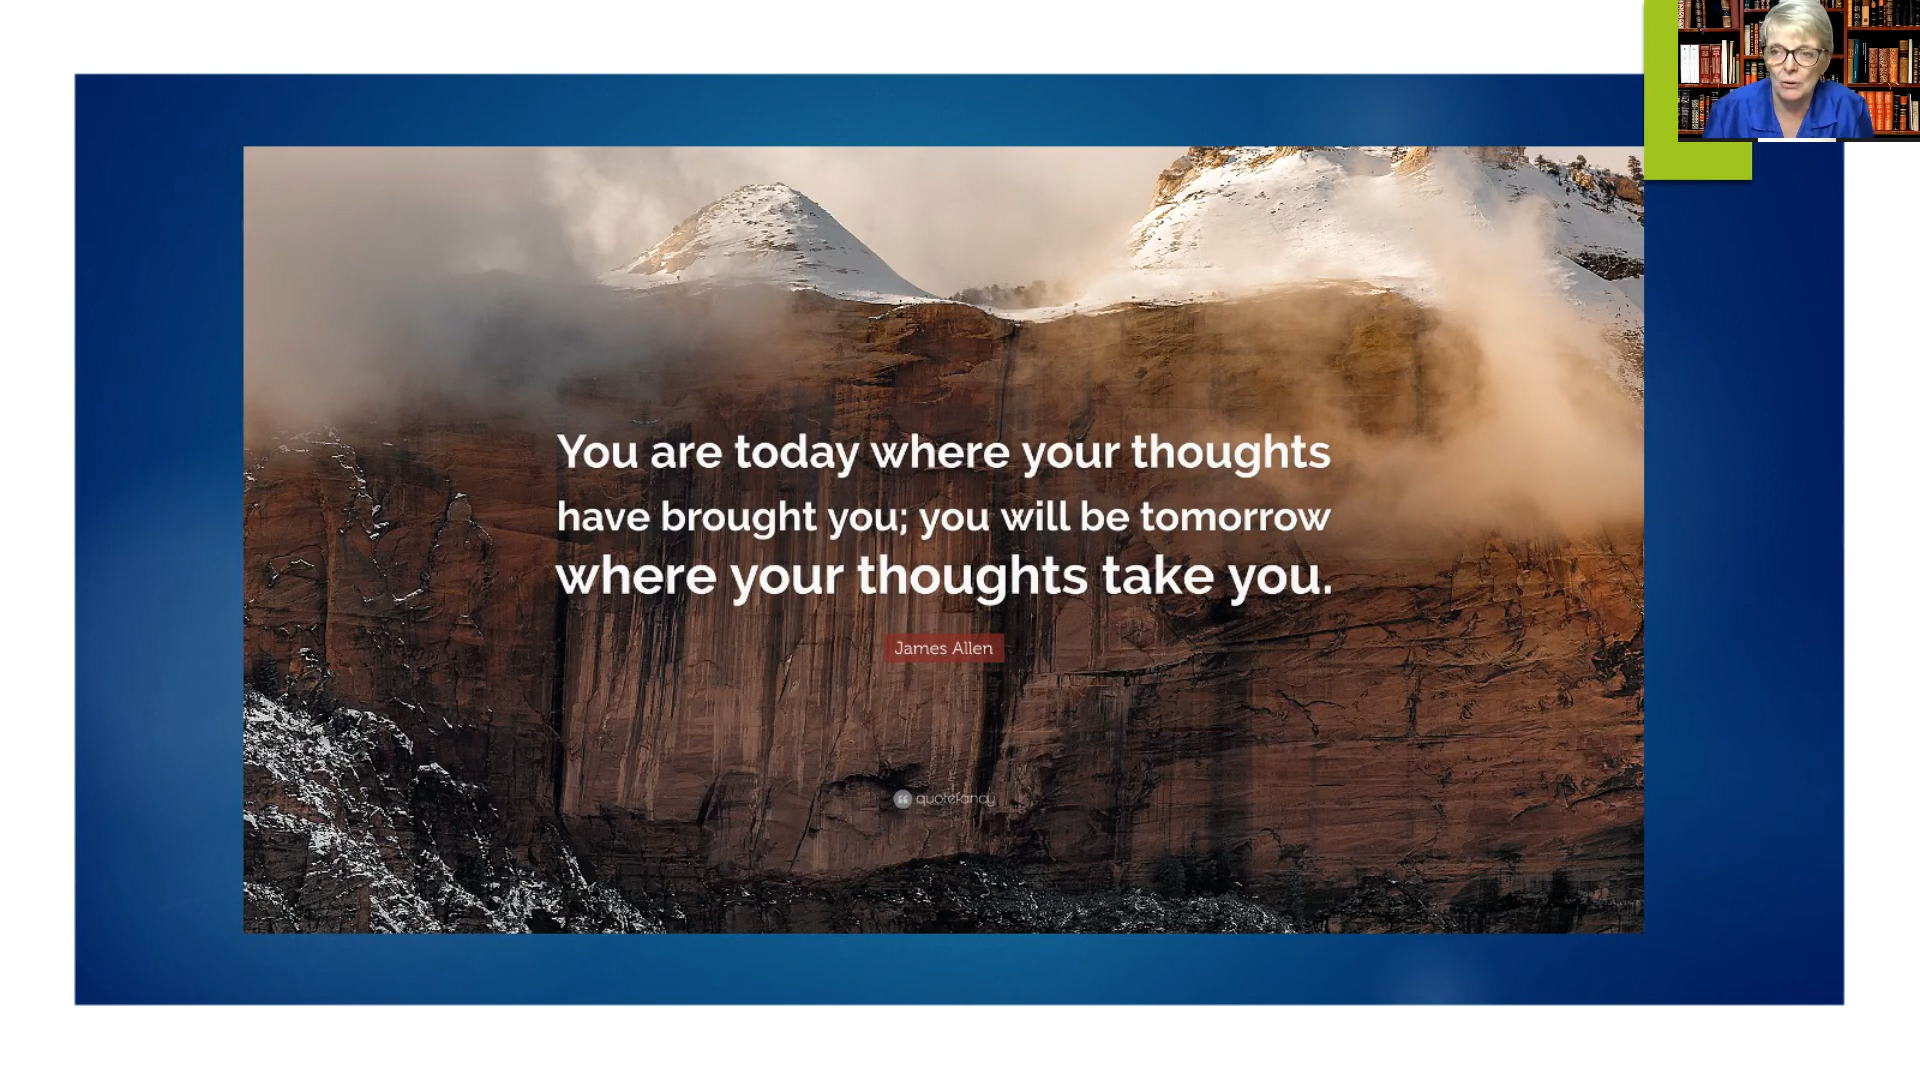 You are today where your thoughts
have brought you; you will be tomorrow
where your thoughts take you.
James Allen
quotefancy